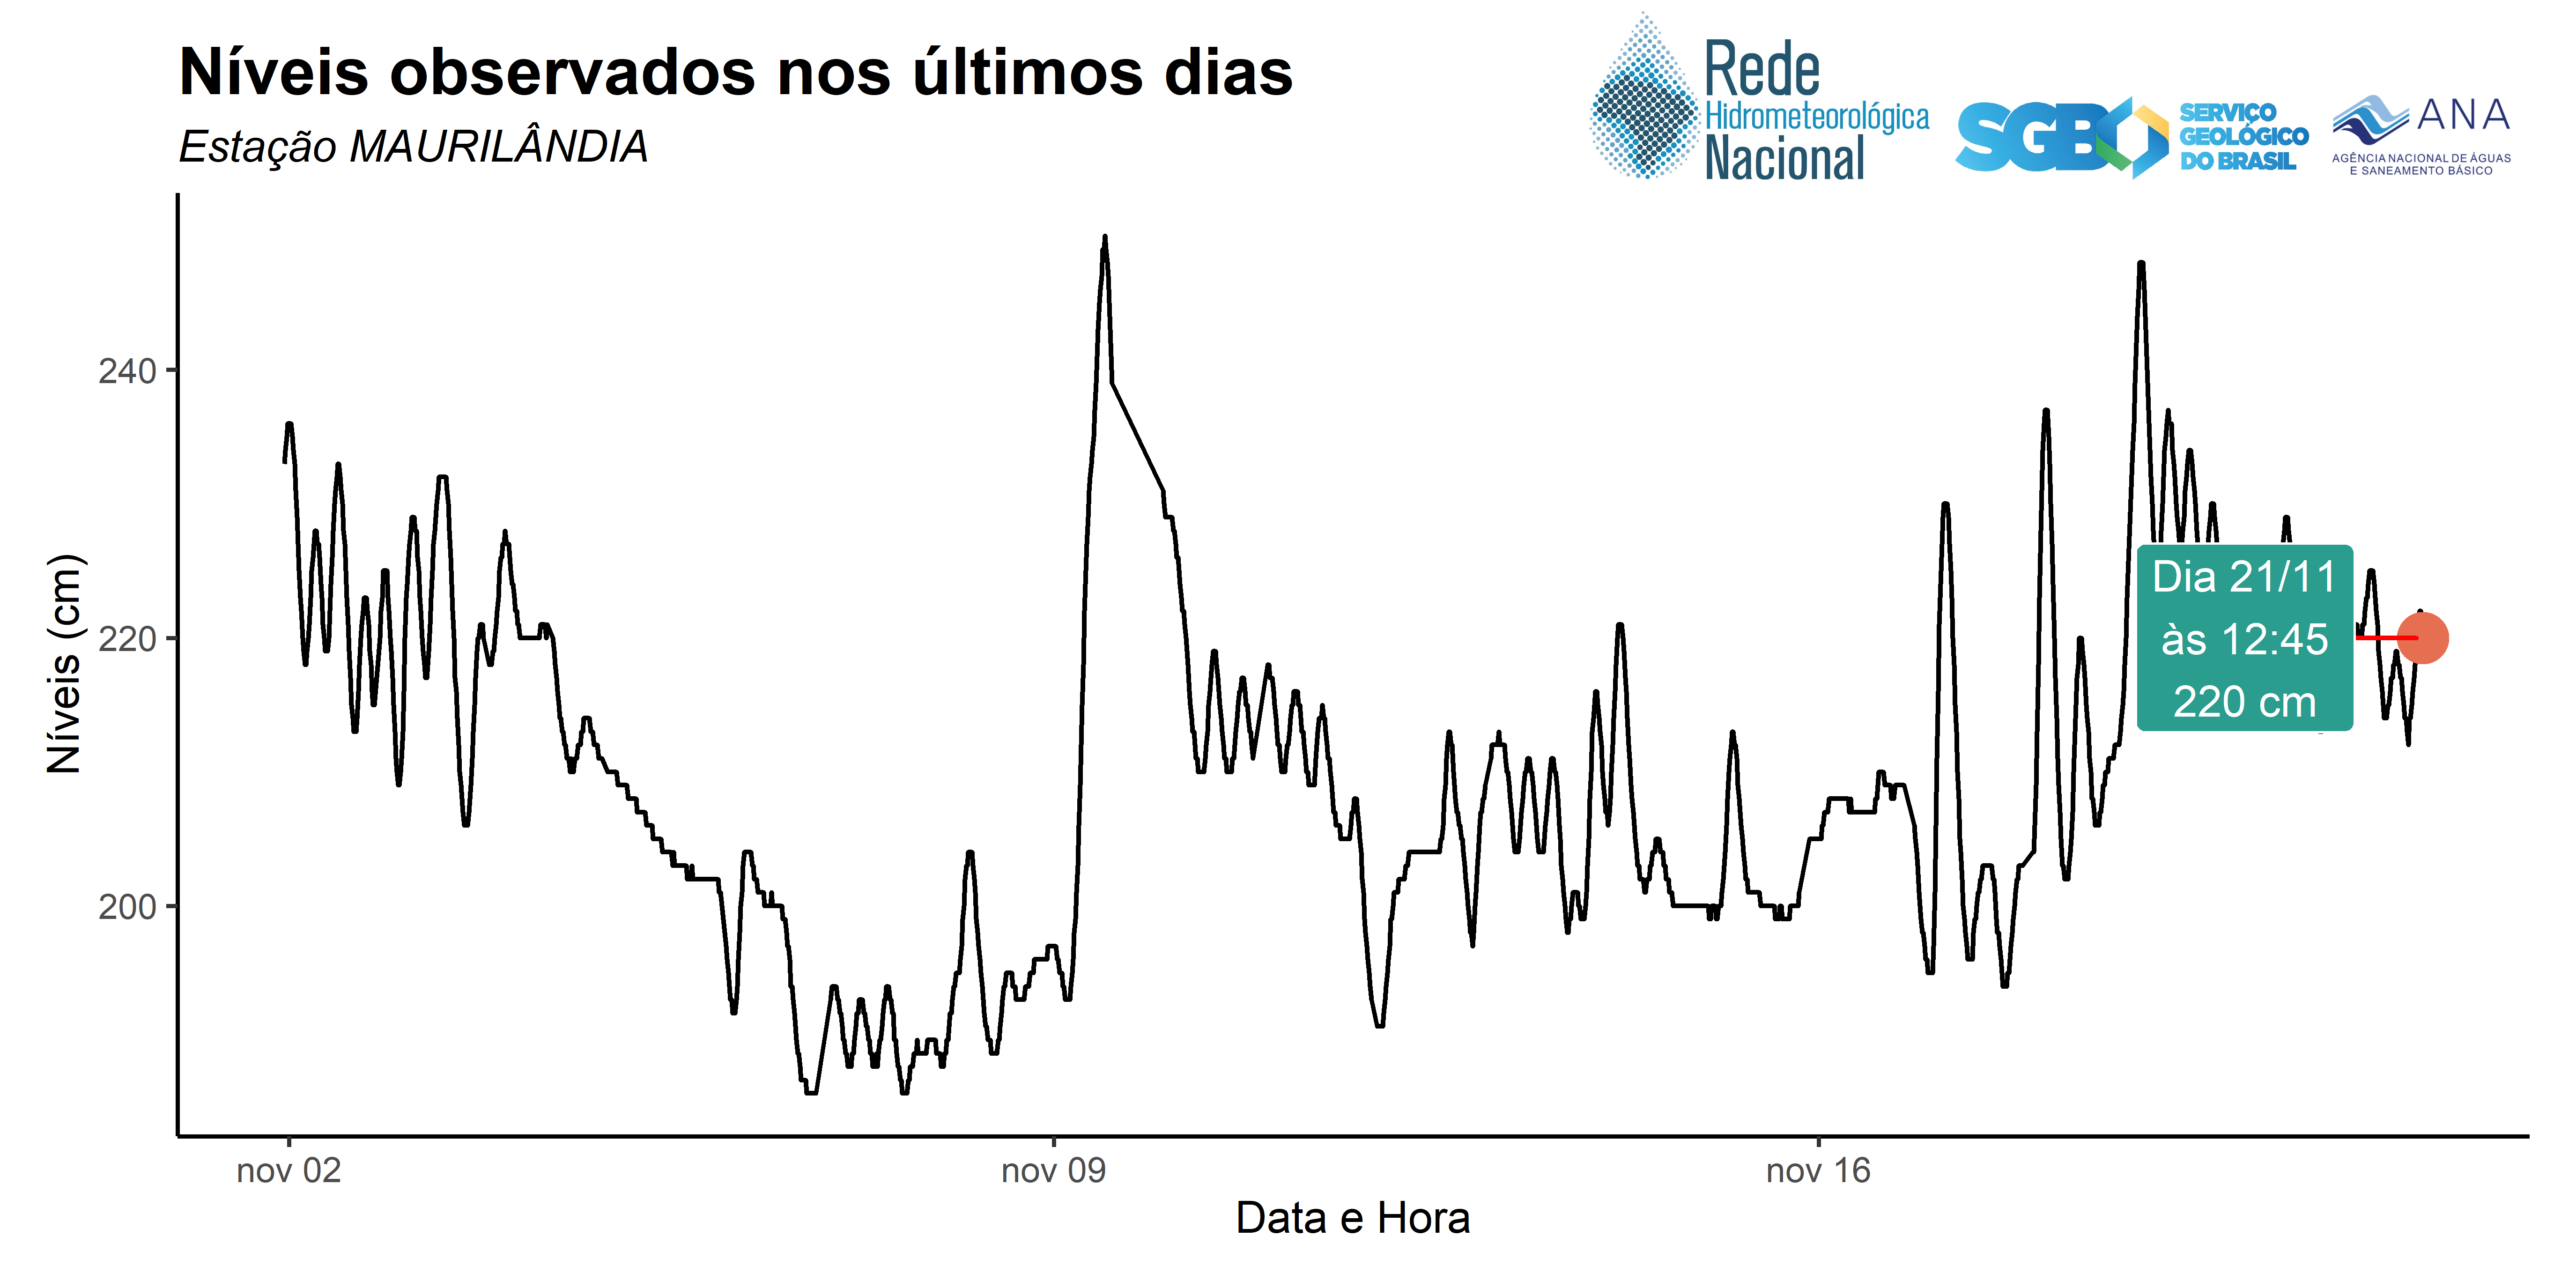 Níveis observados nos últimos dias
Estação MAURILÂNDIA
Rede
Hidrometeorológica
Nacional
SGB
SERVIÇO
GEOLÓGICO
DO BRASIL
ANA
AGÊNCIA NACIONAL DE ÁGUAS
E SANEAMENTO BÁSICO
Níveis (cm)
240
220
200
Dia 21/11
às 12:45
220 cm
nov 02
nov 09
nov 16
Data e Hora